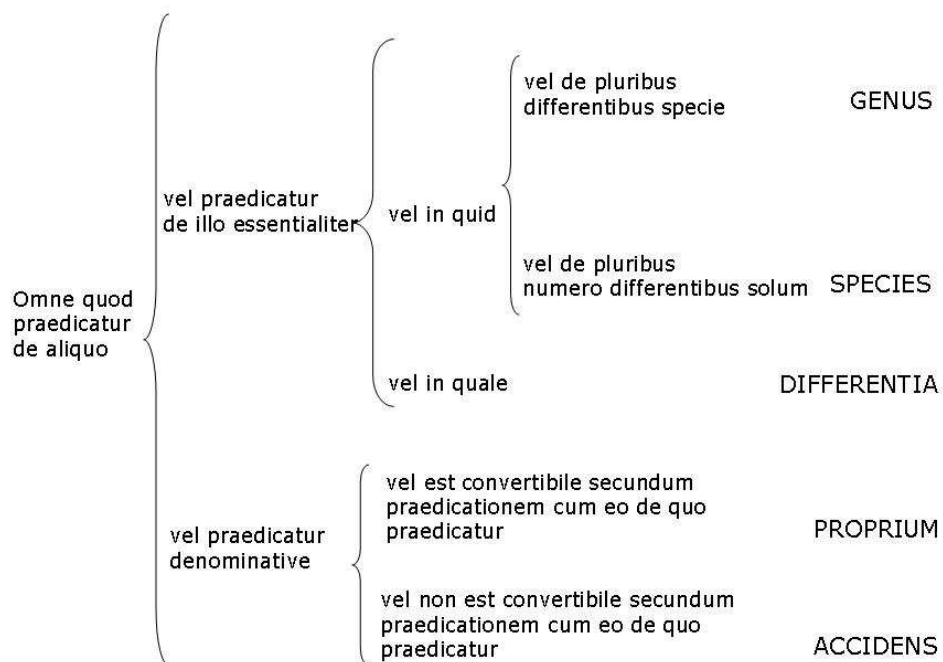 Omne quod
praedicatur
de aliquo
vel praedicatur
de illo essentialiter
vel in quid
vel de pluribus
differentibus specie
GENUS
vel de pluribus
numero differentibus solum
SPECIES
vel in quale
DIFFERENTIA
vel praedicatur
denominative
vel est convertibile secundum
praedicationem cum eo de quo
praedicatur
PROPRIUM
vel non est convertibile secundum
praedicationem cum eo de quo
praedicatur
ACCIDENS